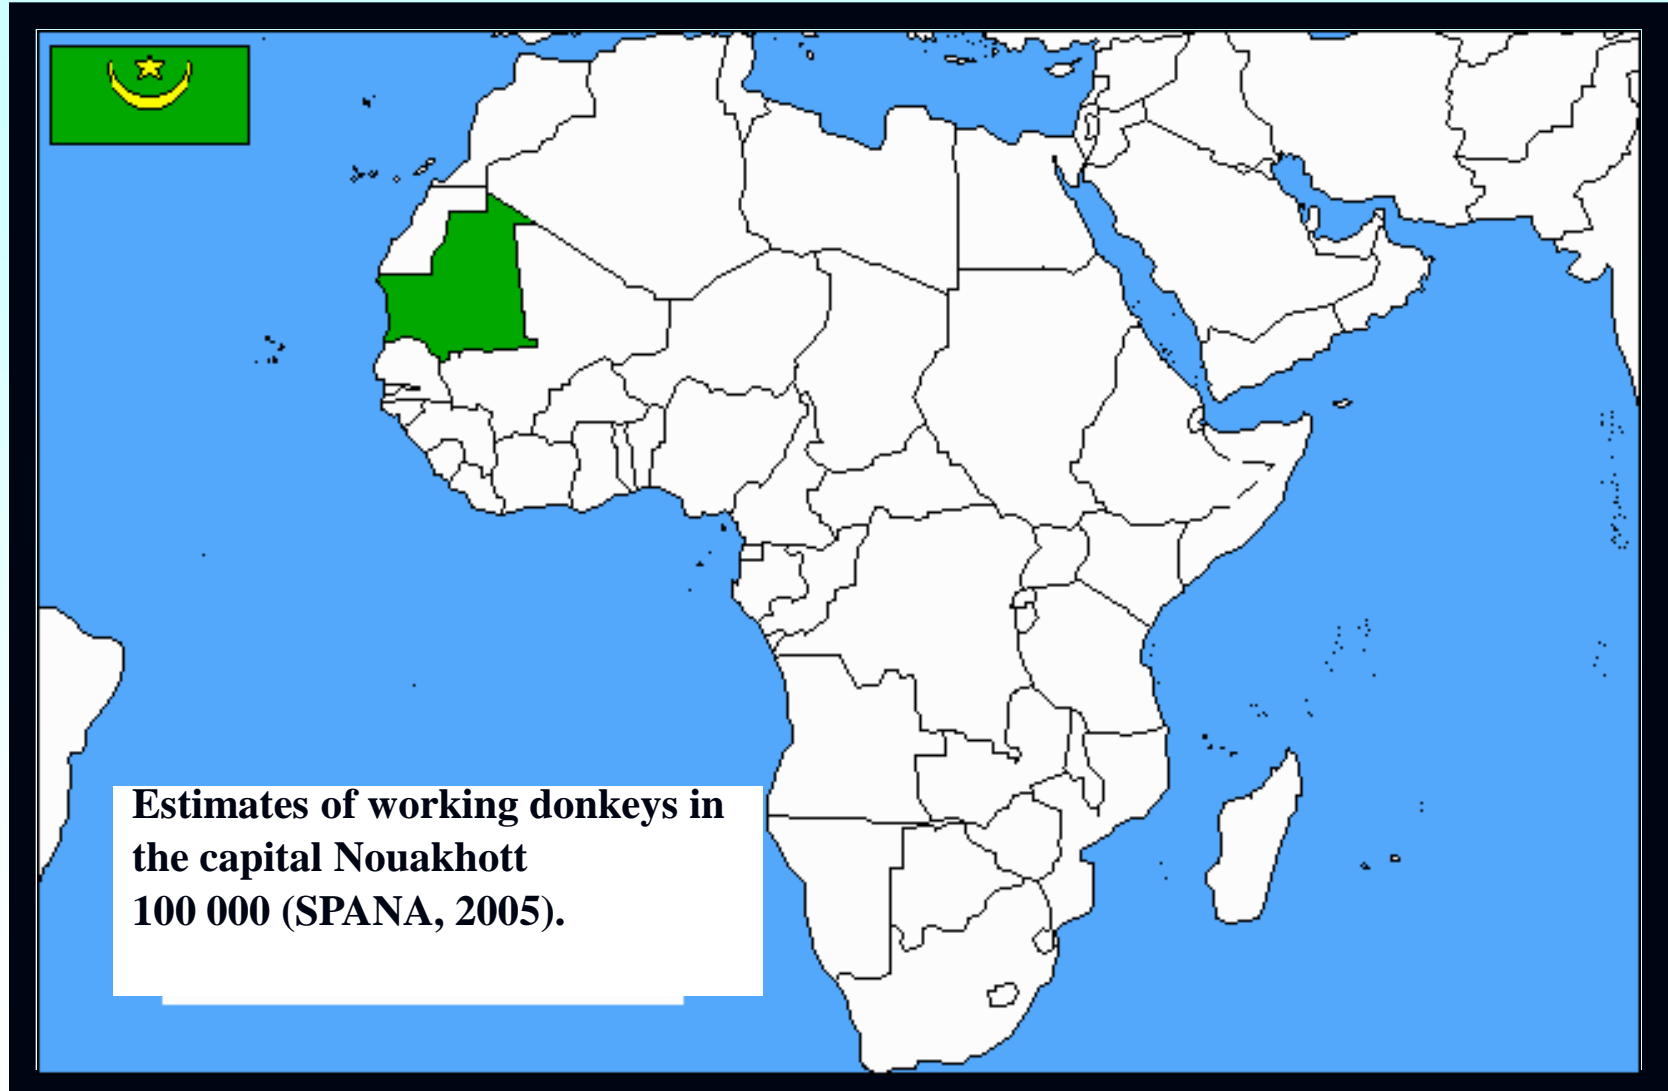 Estimates of working donkeys in
the capital Nouakhott
100 000 (SPANA, 2005).